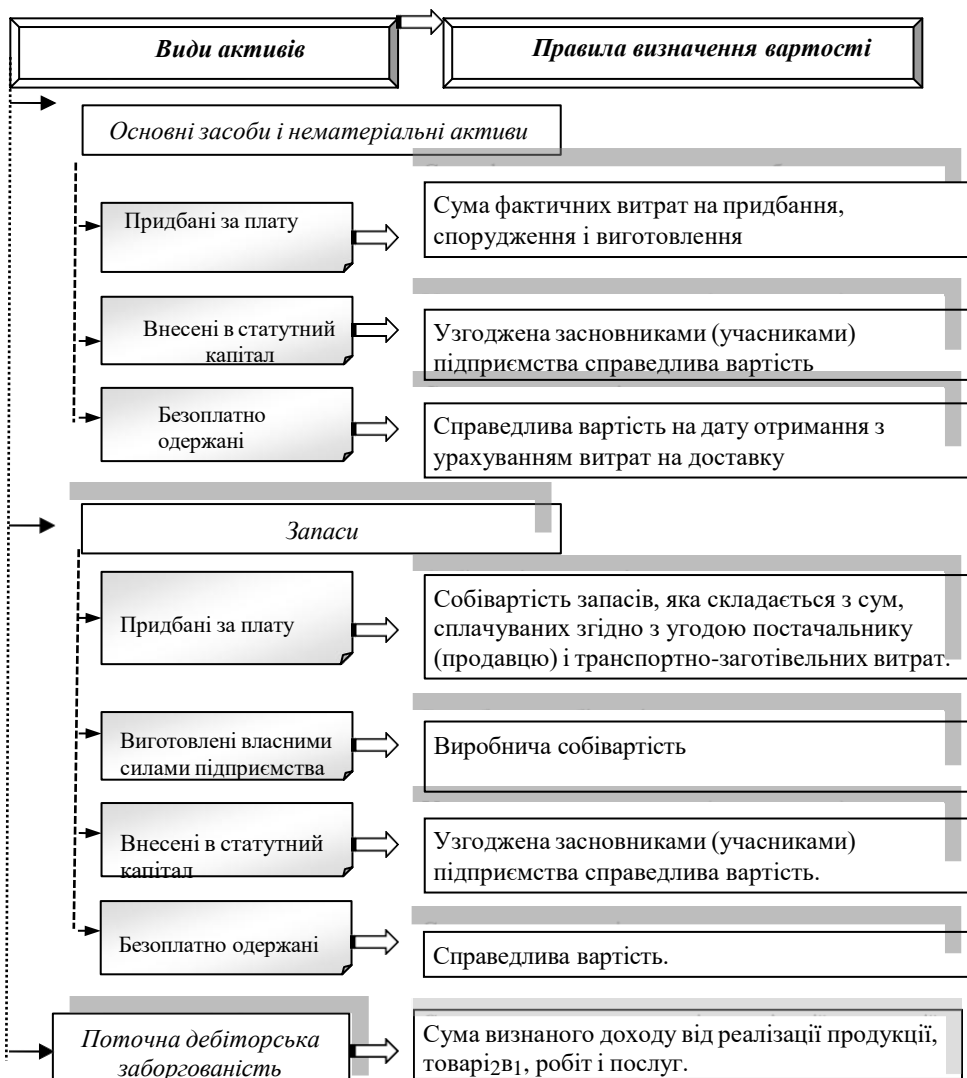 Види активів
Правила визначення вартості
Основні засоби і нематеріальні активи
Придбані за плату
Сума фактичних витрат на придбання,
спорудження і виготовлення
Внесені в статутний
капітал
Узгоджена засновниками (учасниками)
підприємства справедлива вартість
Безоплатно
одержані
Справедлива вартість на дату отримання з
урахуванням витрат на доставку
Запаси
Придбані за плату
Собівартість запасів, яка складається з сум,
сплачуваних згідно з угодою постачальнику
(продавцю) і транспортно-заготівельних витрат.
Виготовлені власними
силами підприємства
Виробнича собівартість
Внесені в статутний
капітал
Узгоджена засновниками (учасниками)
підприємства справедлива вартість.
Безоплатно одержані
Справедлива вартість.
Поточна дебіторська
заборгованість
Сума визнаного доходу від реалізації продукції,
товарі2в1, робіт і послуг.